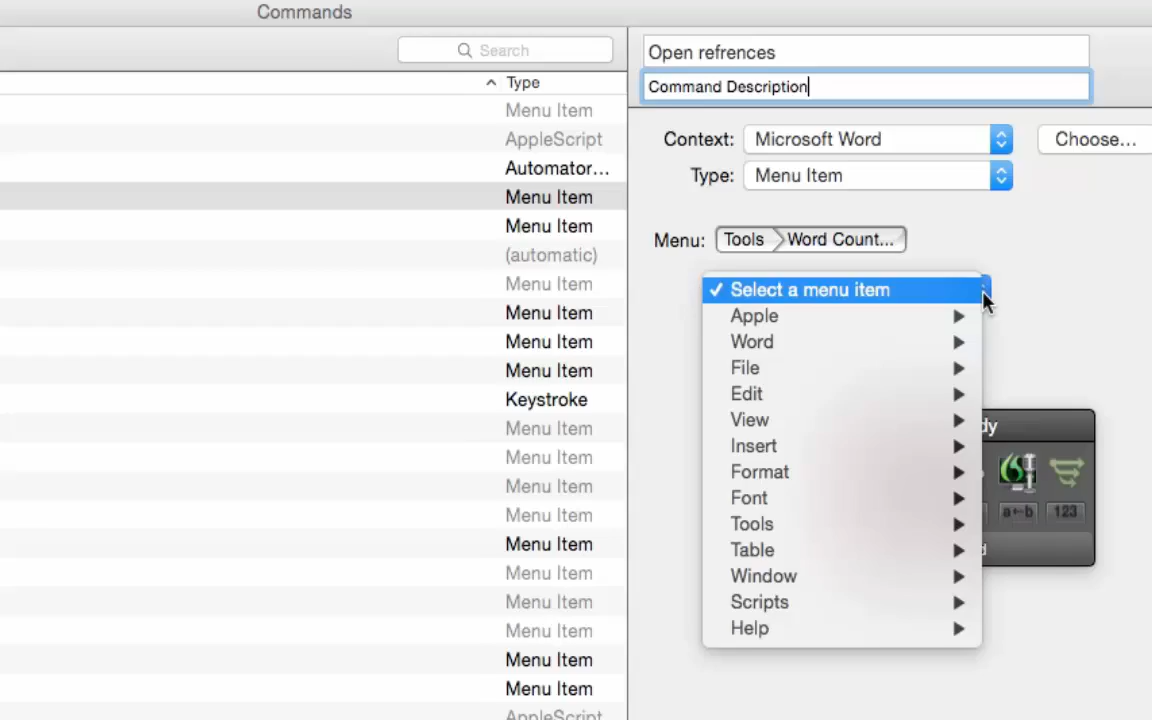 Commands
Search
Type
Menu Item
AppleScript
Automator...
Menu Item
Menu Item
(automatic)
Menu Item
Menu Item
Menu Item
Menu Item
Keystroke
Menu Item
Menu Item
Menu Item
Menu Item
Menu Item
Menu Item
Menu Item
Menu Item
Menu Item
Menu Item
AppleScript
Open refrences
Command Description
Context: Microsoft Word Choose...
Type: Menu Item
Menu: Tools Word Count...
Select a menu item
Apple
Word
File
Edit
View
Insert
Format
Font
Tools
Table
Window
Scripts
Help
dy
a←b 123
d